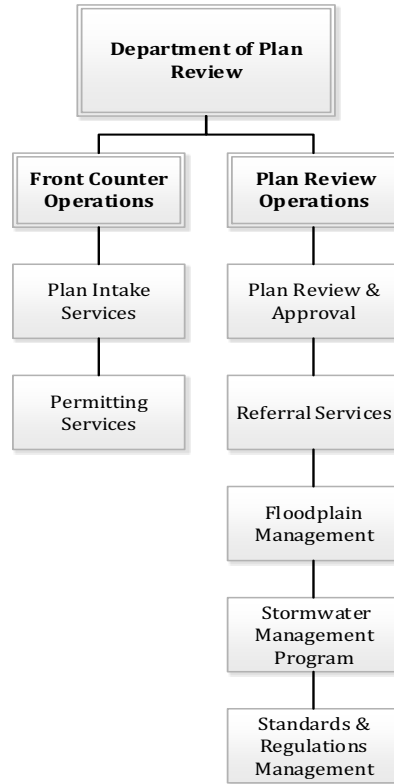 Department of Plan
Review
Front Counter
Operations
Plan Review
Operations
Plan Intake
Services
Plan Review &
Approval
Permitting
Services
Referral Services
Floodplain
Management
Stormwater
Management
Program
Standards &
Regulations
Management